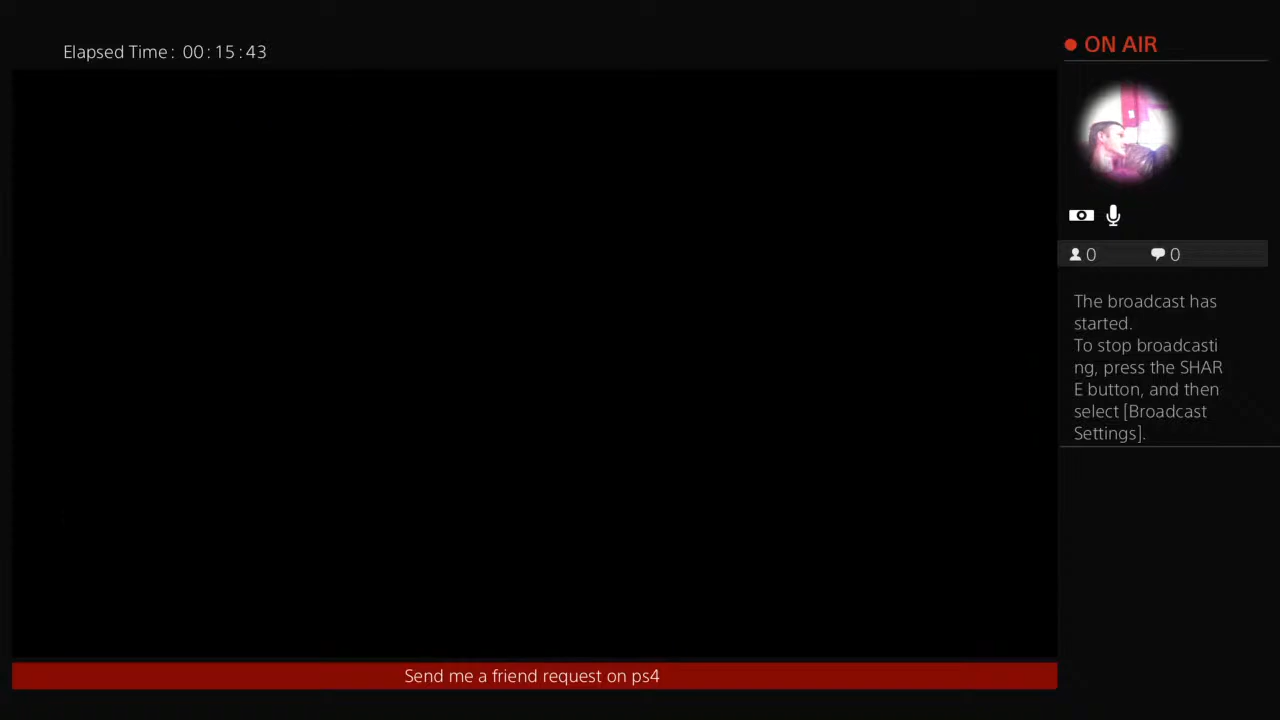 Elapsed Time: 00:15:43
ON AIR
0 0
The broadcast has
started.
To stop broadcasti
ng, press the SHAR
E button, and then
select [Broadcast
Settings].
Send me a friend request on ps4